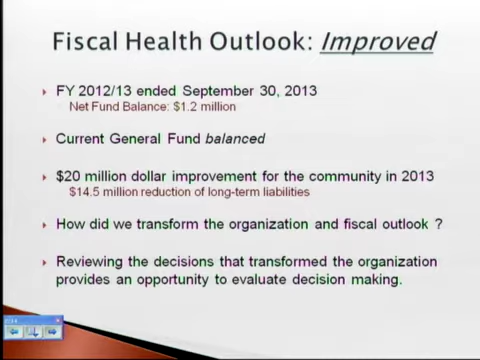 Fiscal Health Outlook: Improved
FY 2012/13 ended September 30, 2013
Net Fund Balance: $1.2 million
Current General Fund balanced
$20 million dollar improvement for the community in 2013
$14.5 million reduction of long-term liabilities
How did we transform the organization and fiscal outlook ?
Reviewing the decisions that transformed the organization
provides an opportunity to evaluate decision making.